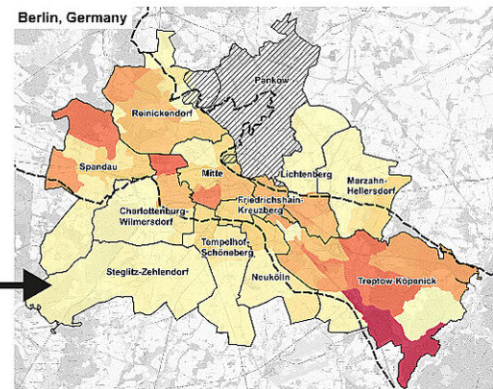 Berlin, Germany
Pankow
Reinickendorf
Spandau
Mitte
Lichtenberg
Marzahn-
Hellersdorf
Friedrichshain-
Kreuzberg
Charlottenburg-
Wilmersdorf
Tempelhof-
Schöneberg
Steglitz-Zehlendorf
Neukölln
Treptow-Köpenick